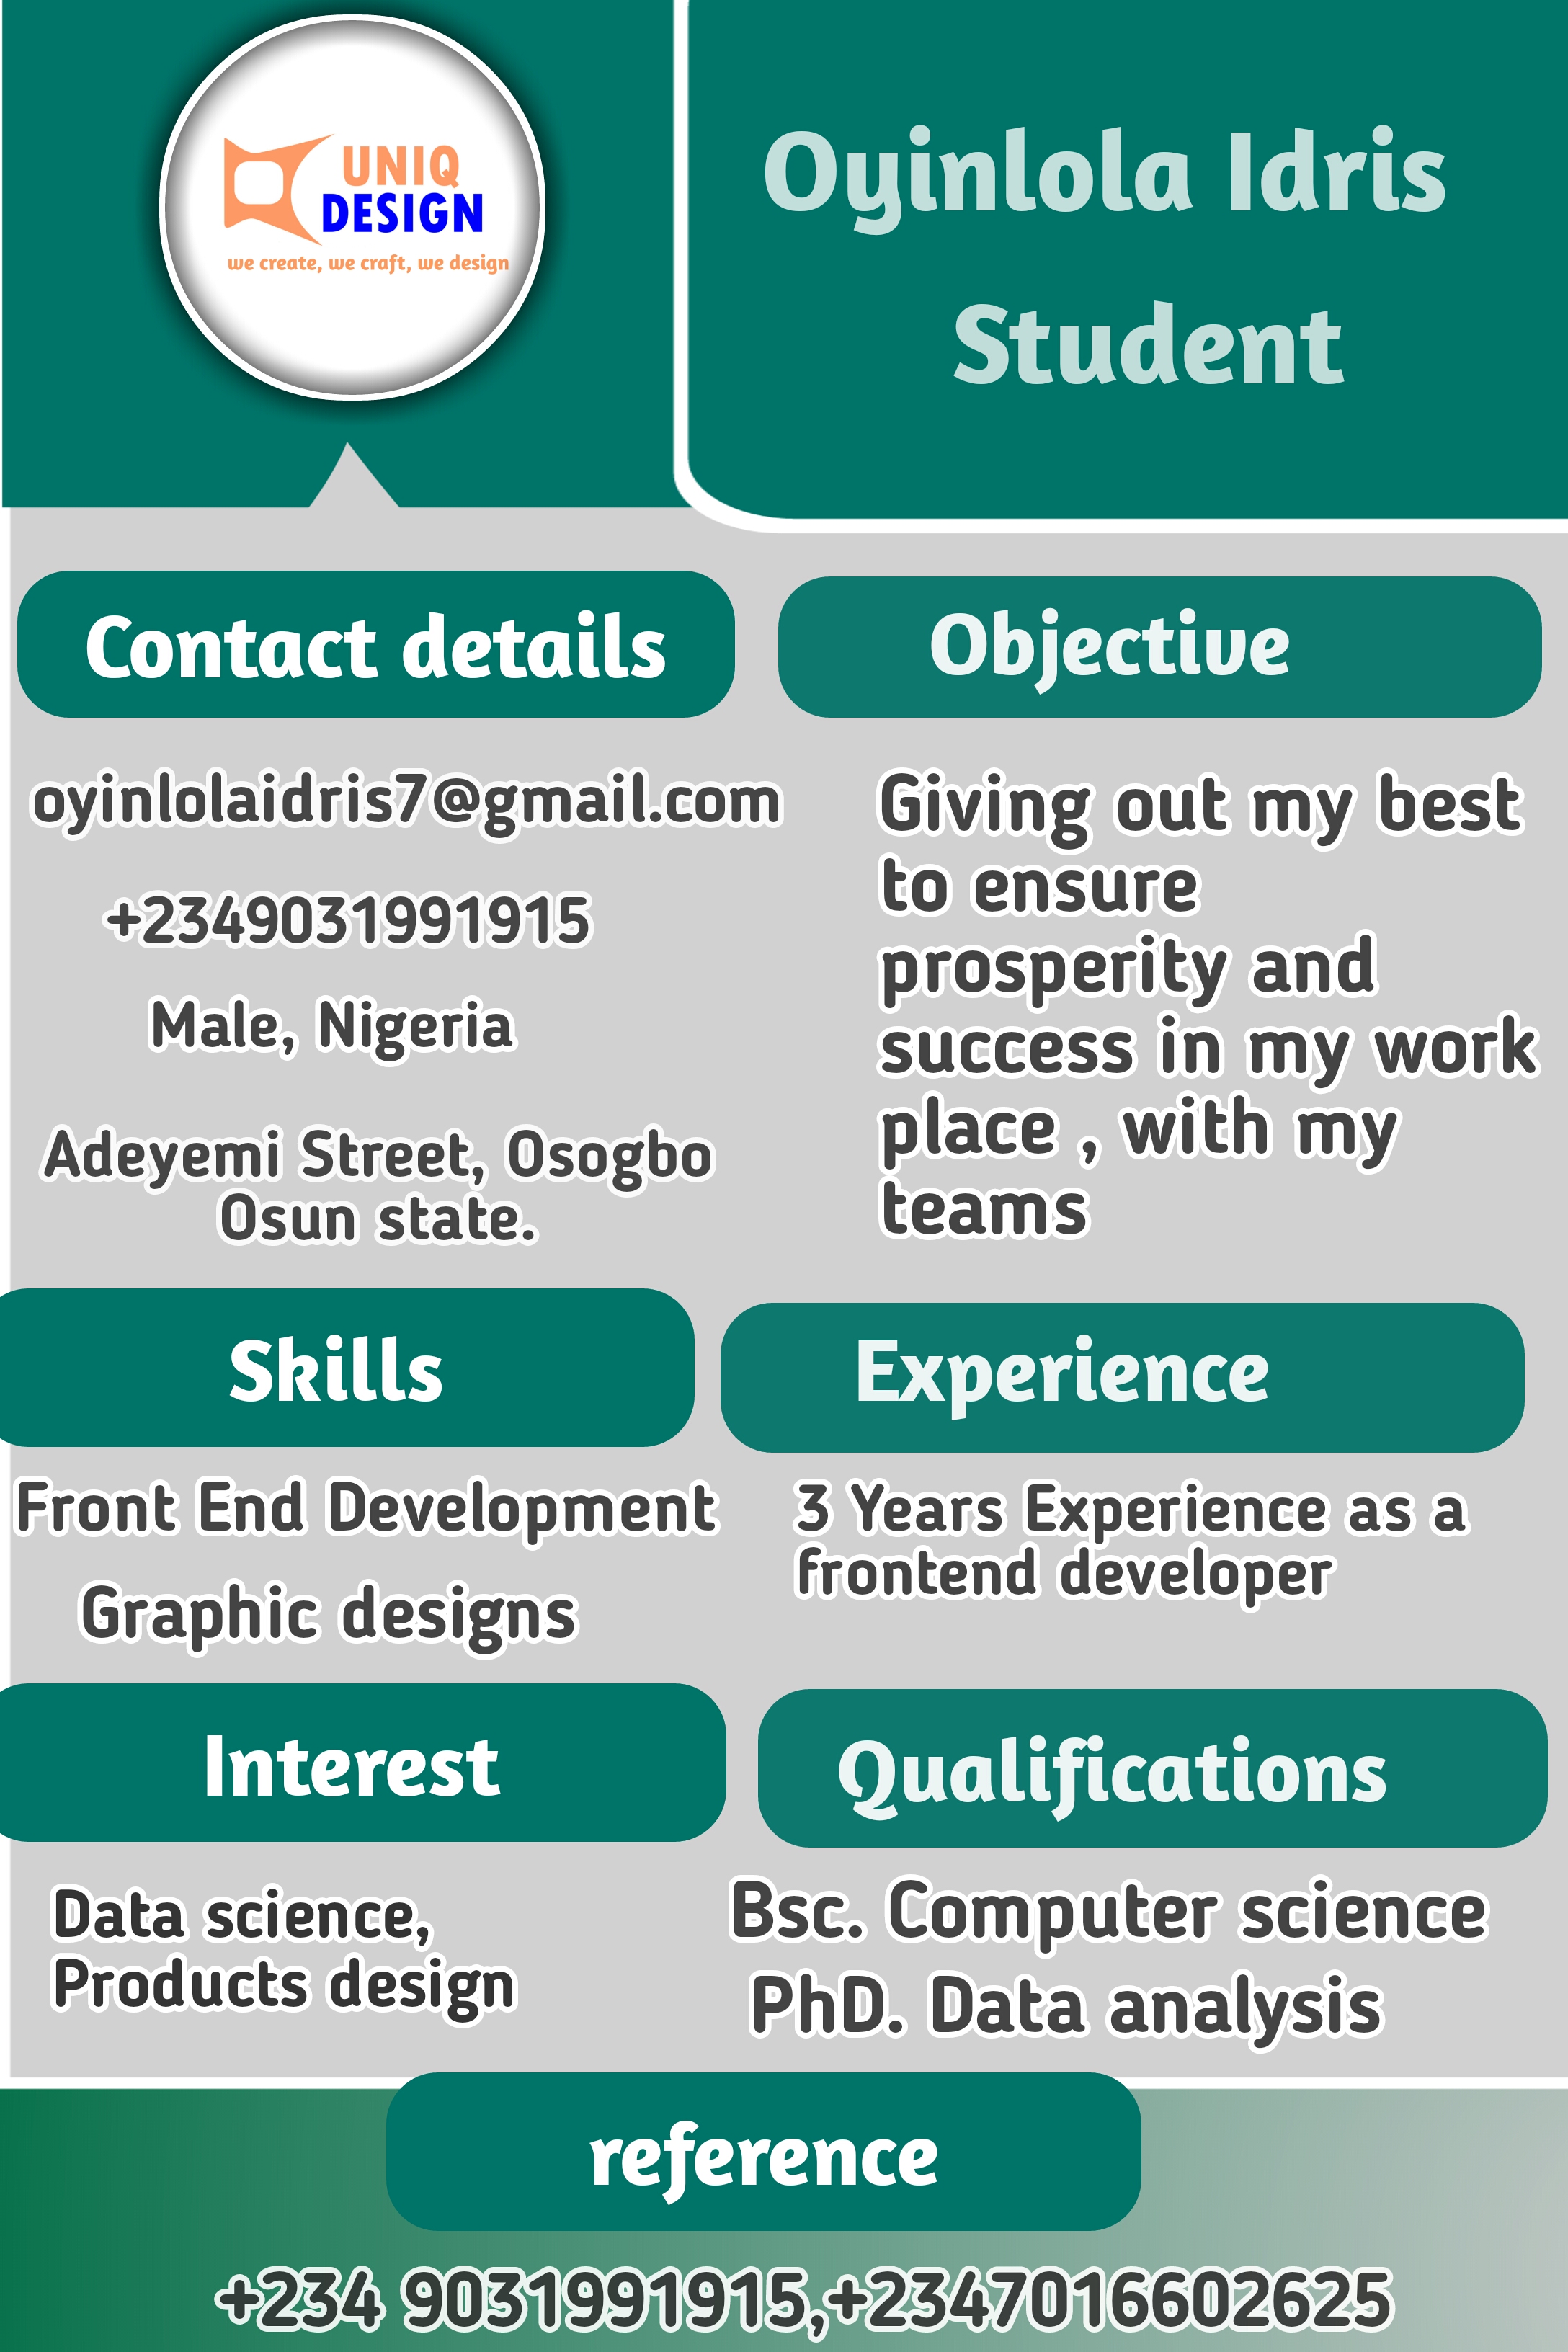 UNIQ
DESIGN
we create, we craft, we design
Oyinlola Idris
Student
Contact details
oyinlolaidris7@gmail.com
+2349031991915
Male, Nigeria
Adeyemi Street, Osogbo
Osun state.
Objective
Giving out my best
to ensure
prosperity and
success in my work
place , with my
teams
Skills
Front End Development
Graphic designs
Experience
3 Years Experience as a
frontend developer
Interest
Data science,
Products design
Qualifications
Bsc. Computer science
PhD. Data analysis
reference
+234 9031991915,+2347016602625